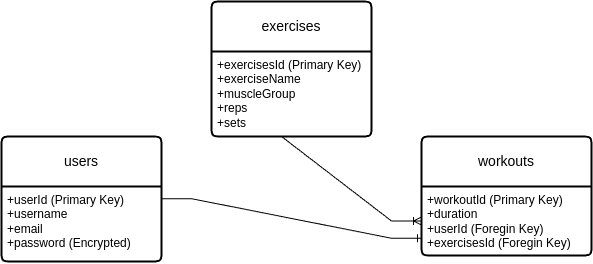 exercises
+exercisesId (Primary Key)
+exerciseName
+muscleGroup
+reps
+sets
users
+userId (Primary Key)
+username
+email
+password (Encrypted)
workouts
+workoutId (Primary Key)
+duration
+userId (Foregin Key)
+exercisesId (Foregin Key)